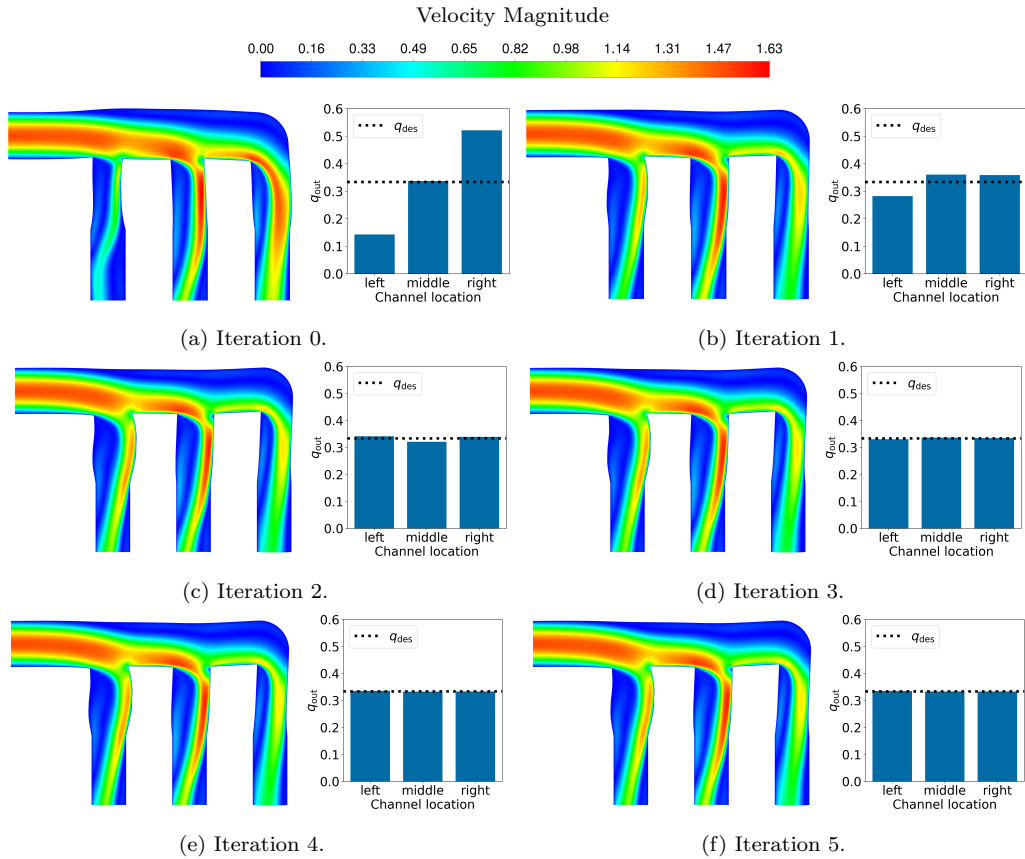 Velocity Magnitude
0.00 0.16 0.33 0.49 0.65 0.82 0.98 1.14 1.31 1.47 1.63
0.6
0.5
0.4
0.3
0.2
0.1
0.0
q_out
q_des
left middle right
Channel location
(a) Iteration 0.
0.6
0.5
0.4
0.3
0.2
0.1
0.0
q_out
q_des
left middle right
Channel location
(b) Iteration 1.
0.6
0.5
0.4
0.3
0.2
0.1
0.0
q_out
q_des
left middle right
Channel location
(c) Iteration 2.
0.6
0.5
0.4
0.3
0.2
0.1
0.0
q_out
q_des
left middle right
Channel location
(d) Iteration 3.
0.6
0.5
0.4
0.3
0.2
0.1
0.0
q_out
q_des
left middle right
Channel location
(e) Iteration 4.
0.6
0.5
0.4
0.3
0.2
0.1
0.0
q_out
q_des
left middle right
Channel location
(f) Iteration 5.